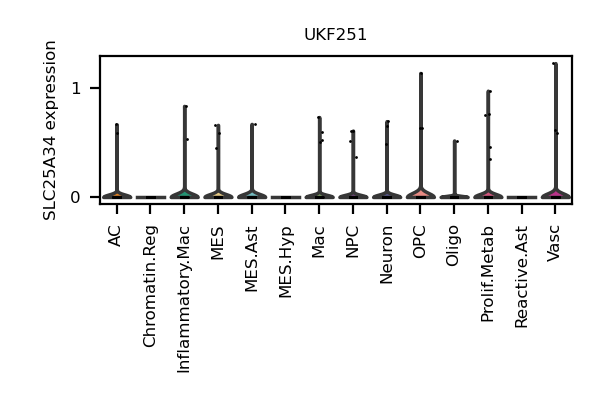 UKF251
SLC25A34 expression
1
0
AC
Chromatin.Reg
Inflammatory.Mac
MES
MES.Ast
MES.Hyp
Mac
NPC
Neuron
OPC
Oligo
Prolif.Metab
Reactive.Ast
Vasc